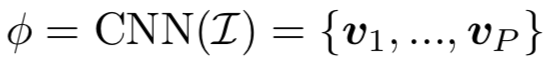 ϕ = CNN(𝓘) = {𝒗₁, ..., 𝒗_P}